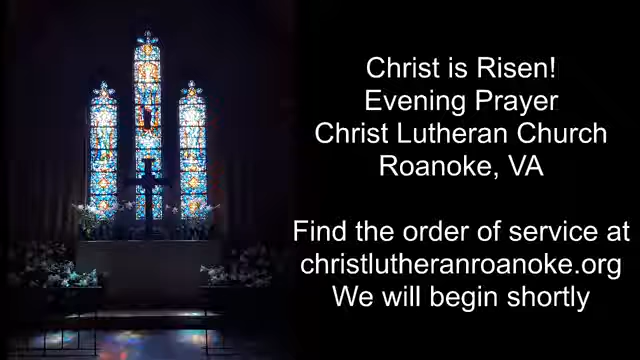 Christ is Risen!
Evening Prayer
Christ Lutheran Church
Roanoke, VA
Find the order of service at
christlutheranroanoke.org
We will begin shortly